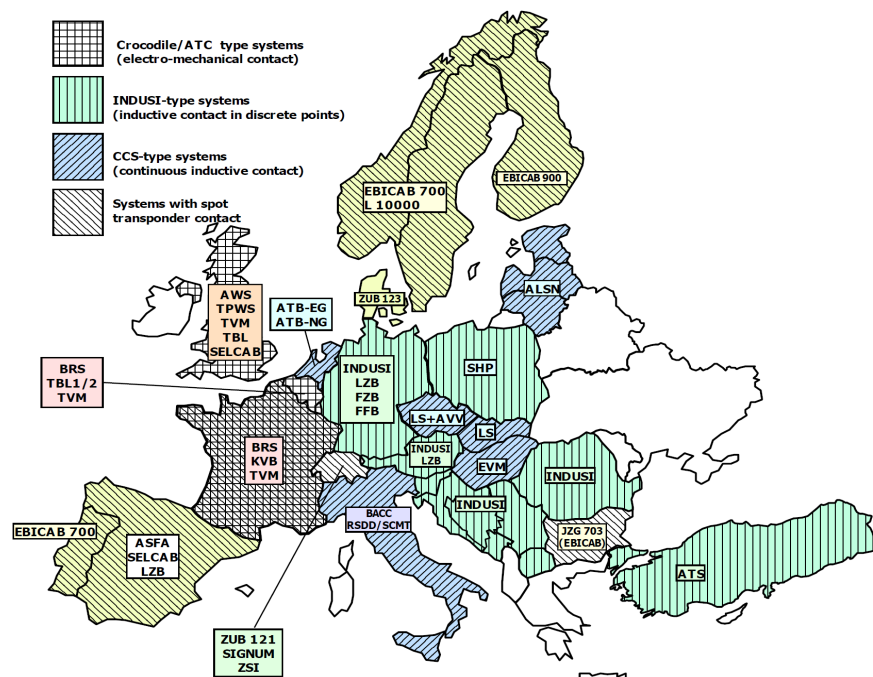 Crocodile/ATC type systems
(electro-mechanical contact)
INDUSI-type systems
(inductive contact in discrete points)
CCS-type systems
(continuous inductive contact)
Systems with spot
transponder contact
EBICAB 700
L 10000
EBICAB 900
ALSN
ZUB 123
AWS
TPWS
TVM
TBL
SELCAB
ATB-EG
ATB-NG
BRS
TBL1/2
TVM
INDUSI
LZB
FZB
FFB
SHP
LS+AVV
LS
INDUSI
LZB
EVM
BRS
KVB
TVM
INDUSI
INDUSI
BACC
RSDD/SCMT
JZG 703
(EBICAB)
EBICAB 700
ASFA
SELCAB
LZB
ATS
ZUB 121
SIGNUM
ZSI